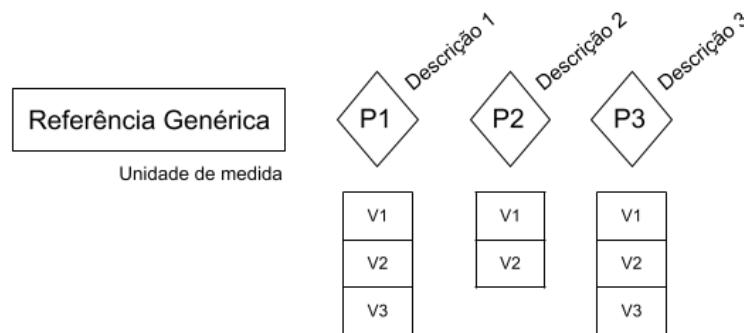 Descrição 1
Descrição 2
Descrição 3
Referência Genérica
P1
P2
P3
Unidade de medida
V1
V1
V1
V2
V2
V2
V3
V3